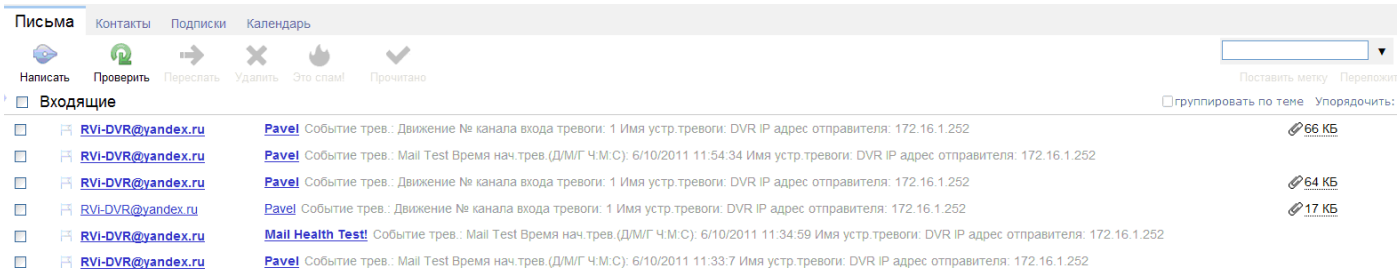 Письма Контакты Подписки Календарь
Написать Проверить Переслать Удалить Это спам! Прочитано ▼ Поставить метку Переложит
Входящие группировать по теме Упорядочить:
RVi-DVR@yandex.ru Pavel Событие трев.: Движение № канала входа тревоги: 1 Имя устр.тревоги: DVR IP адрес отправителя: 172.16.1.252 66 КБ
RVi-DVR@yandex.ru Pavel Событие трев.: Mail Test Время нач.трев.(Д/М/Г Ч:М:С): 6/10/2011 11:54:34 Имя устр.тревоги: DVR IP адрес отправителя: 172.16.1.252
RVi-DVR@yandex.ru Pavel Событие трев.: Движение № канала входа тревоги: 1 Имя устр.тревоги: DVR IP адрес отправителя: 172.16.1.252 64 КБ
RVi-DVR@yandex.ru Pavel Событие трев.: Движение № канала входа тревоги: 1 Имя устр.тревоги: DVR IP адрес отправителя: 172.16.1.252 17 КБ
RVi-DVR@yandex.ru Mail Health Test! Событие трев.: Mail Test Время нач.трев.(Д/М/Г Ч:М:С): 6/10/2011 11:34:59 Имя устр.тревоги: DVR IP адрес отправителя: 172.16.1.252
RVi-DVR@yandex.ru Pavel Событие трев.: Mail Test Время нач.трев.(Д/М/Г Ч:М:С): 6/10/2011 11:33:7 Имя устр.тревоги: DVR IP адрес отправителя: 172.16.1.252